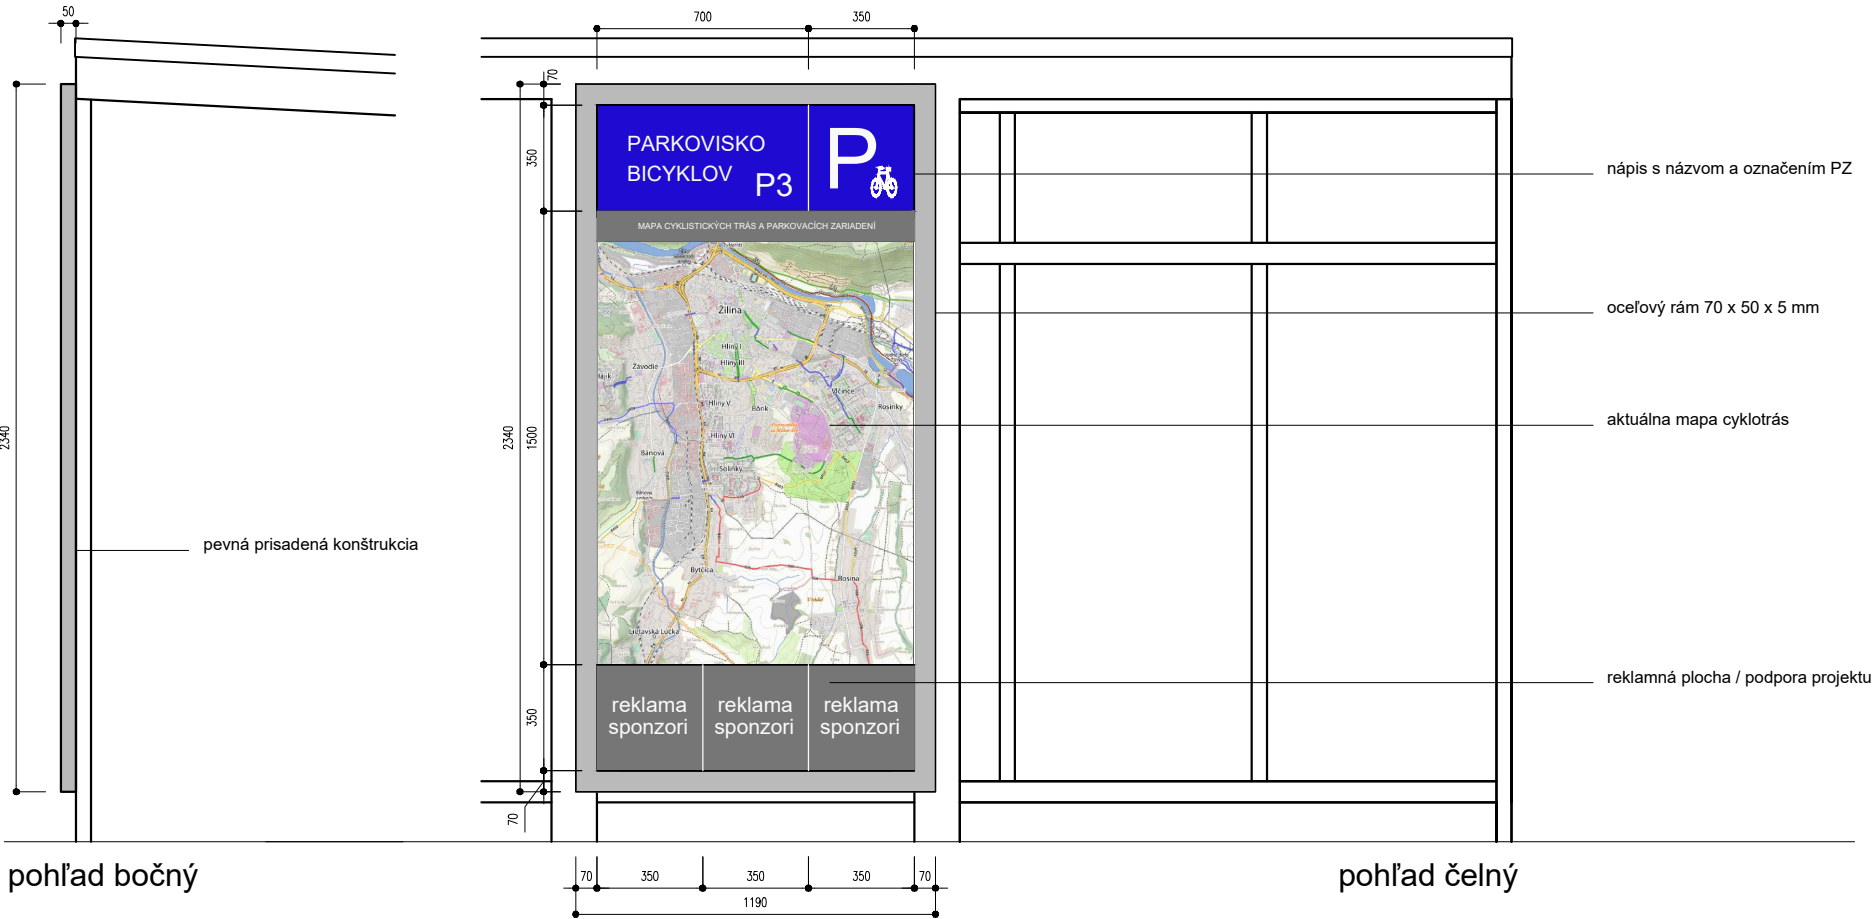 50
700
350
70
PARKOVISKO
BICYKLOV
P3
P
350
nápis s názvom a označením PZ
MAPA CYKLISTICKÝCH TRÁS A PARKOVACÍCH ZARIADENÍ
Žilina
oceľový rám 70 x 50 x 5 mm
Hliny I
Hliny III
Závodie
Vlčince
Hliny V
Bôrik
Rosinky
aktuálna mapa cyklotrás
2340
2340
1500
Hliny VI
Bánová
Solinky
pevná prisadená konštrukcia
Bytčica
Rosina
Lietavská Lúčka
reklamná plocha / podpora projektu
350
reklama
sponzori
reklama
sponzori
reklama
sponzori
70
pohľad bočný
pohľad čelný
70
350
350
350
70
1190